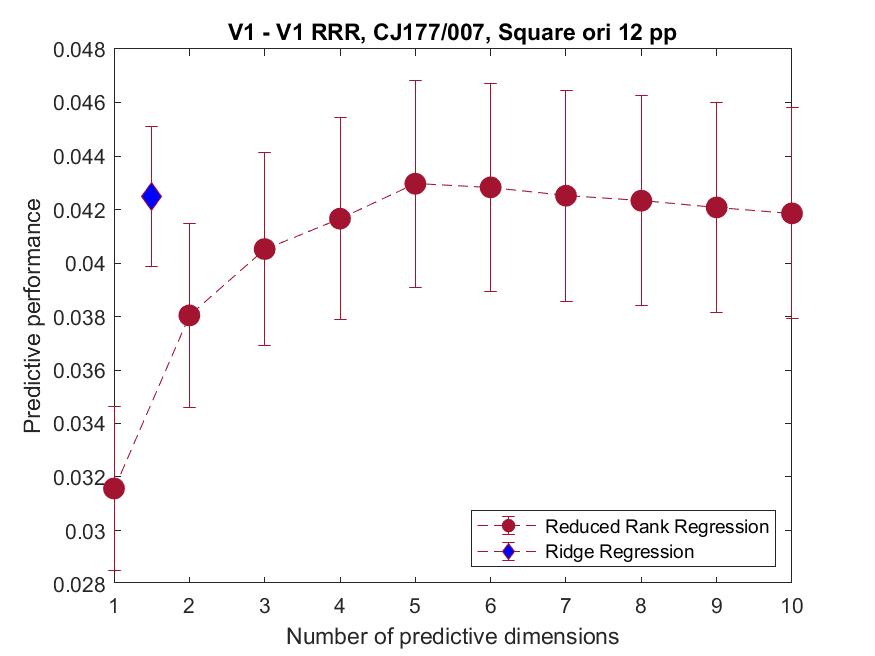 V1 - V1 RRR, CJ177/007, Square ori 12 pp
0.048
0.046
0.044
0.042
0.04
0.038
0.036
0.034
0.032
0.03
0.028
Predictive performance
1 2 3 4 5 6 7 8 9 10
Number of predictive dimensions
Reduced Rank Regression
Ridge Regression